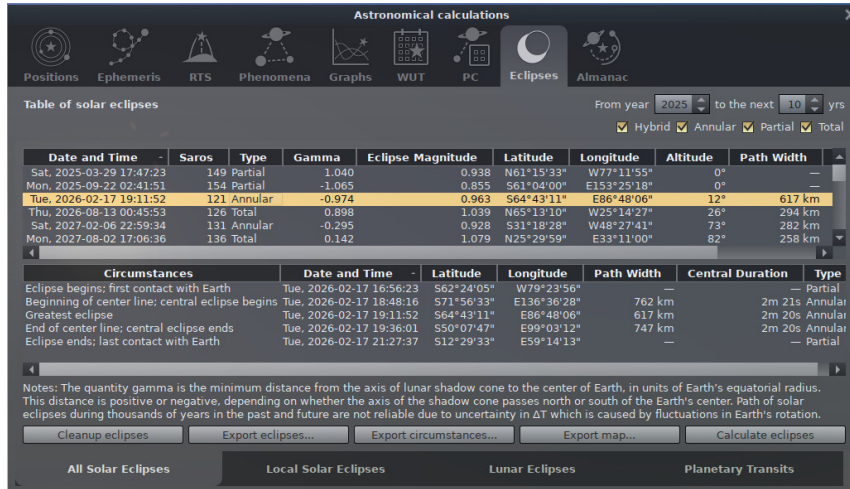 Astronomical calculations
Positions Ephemeris RTS Phenomena Graphs WUT PC Eclipses Almanac
Table of solar eclipses From year 2025 to the next 10 yrs
Hybrid Annular Partial Total
Date and Time Saros Type Gamma Eclipse Magnitude Latitude Longitude Altitude Path Width
Sat, 2025-03-29 17:47:23 149 Partial 1.040 0.938 N61°15'33" W77°11'55" 0° —
Mon, 2025-09-22 02:41:51 154 Partial -1.065 0.855 S61°04'00" E153°25'18" 0° —
Tue, 2026-02-17 19:11:52 121 Annular -0.974 0.963 S64°43'11" E86°48'06" 12° 617 km
Thu, 2026-08-13 00:45:53 126 Total 0.898 1.039 N65°13'10" W25°14'27" 26° 294 km
Sat, 2027-02-06 22:59:34 131 Annular -0.295 0.928 S31°18'28" W48°27'41" 73° 282 km
Mon, 2027-08-02 17:06:36 136 Total 0.142 1.079 N25°29'59" E33°11'00" 82° 258 km
Circumstances Date and Time Latitude Longitude Path Width Central Duration Type
Eclipse begins; first contact with Earth Tue, 2026-02-17 16:56:23 S62°24'05" W79°23'56" — — Partial
Beginning of center line; central eclipse begins Tue, 2026-02-17 18:48:16 S71°56'33" E136°36'28" 762 km 2m 21s Annular
Greatest eclipse Tue, 2026-02-17 19:11:52 S64°43'11" E86°48'06" 617 km 2m 20s Annular
End of center line; central eclipse ends Tue, 2026-02-17 19:36:01 S50°07'47" E99°03'12" 747 km 2m 20s Annular
Eclipse ends; last contact with Earth Tue, 2026-02-17 21:27:37 S12°29'33" E59°14'13" — — Partial
Notes: The quantity gamma is the minimum distance from the axis of lunar shadow cone to the center of Earth, in units of Earth’s equatorial radius.
This distance is positive or negative, depending on whether the axis of the shadow cone passes north or south of the Earth's center. Path of solar
eclipses during thousands of years in the past and future are not reliable due to uncertainty in ΔT which is caused by fluctuations in Earth's rotation.
Cleanup eclipses Export eclipses... Export circumstances... Export map... Calculate eclipses
All Solar Eclipses Local Solar Eclipses Lunar Eclipses Planetary Transits